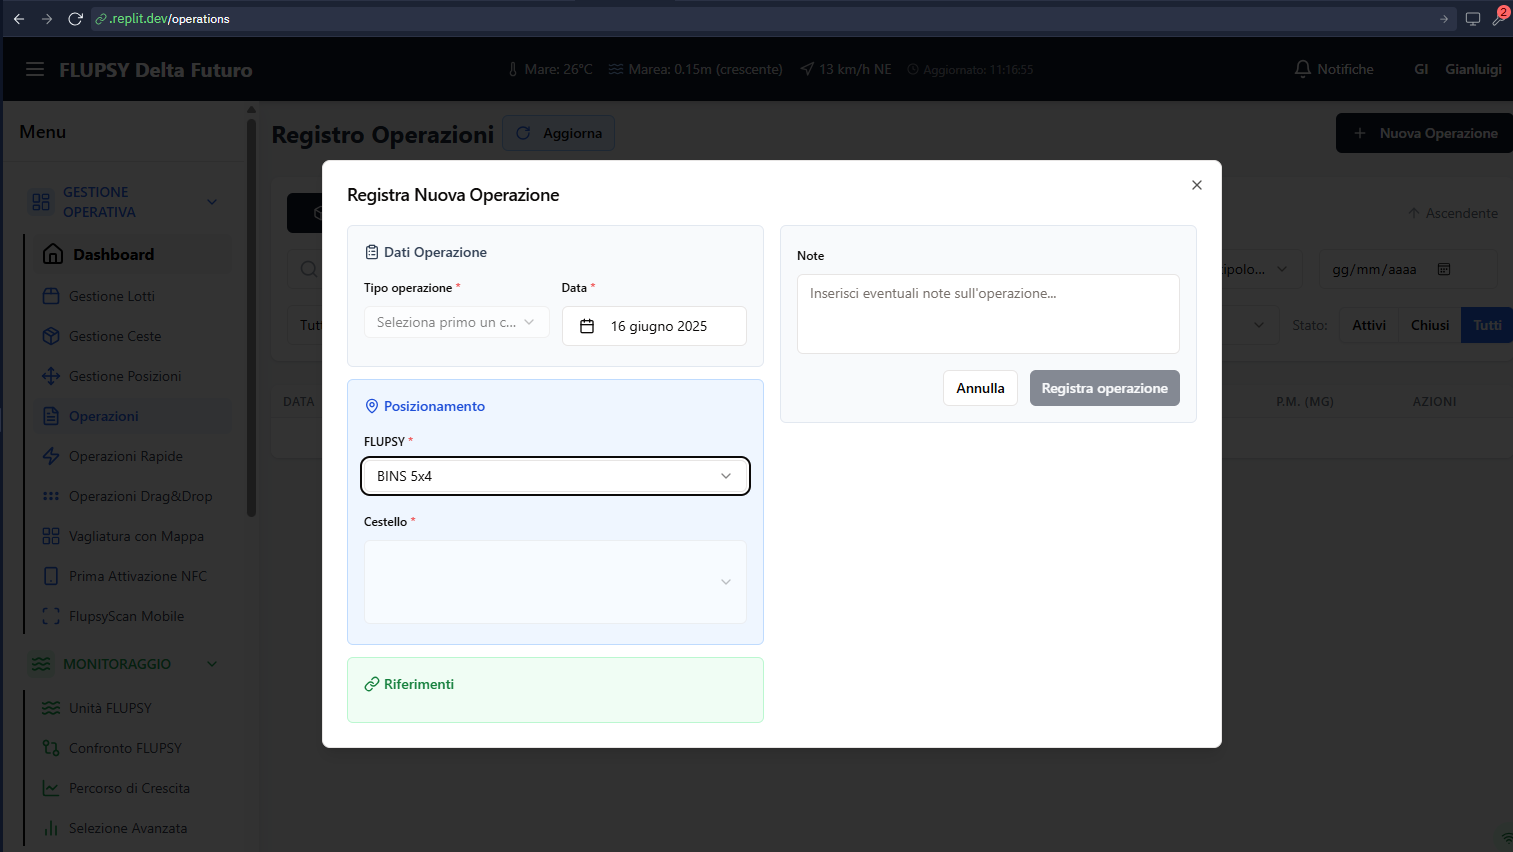 .replit.dev/operations
2
FLUPSY Delta Futuro
Mare: 26°C
Marea: 0.15m (crescente)
13 km/h NE
Aggiornato: 11:16:55
Notifiche
GI
Gianluigi
Menu
Registro Operazioni
Aggiorna
Nuova Operazione
GESTIONE
OPERATIVA
Dashboard
Gestione Lotti
Gestione Ceste
Gestione Posizioni
Operazioni
Operazioni Rapide
Operazioni Drag&Drop
Vagliatura con Mappa
Prima Attivazione NFC
FlupsyScan Mobile
MONITORAGGIO
Unità FLUPSY
Confronto FLUPSY
Percorso di Crescita
Selezione Avanzata
Ascendente
tipolo...
gg/mm/aaaa
Tutt
Stato:
Attivi
Chiusi
Tutti
DATA
P.M. (MG)
AZIONI
Registra Nuova Operazione
Dati Operazione
Tipo operazione *
Data *
Seleziona primo un c...
16 giugno 2025
Posizionamento
FLUPSY *
BINS 5x4
Cestello *
Riferimenti
Note
Inserisci eventuali note sull'operazione...
Annulla
Registra operazione